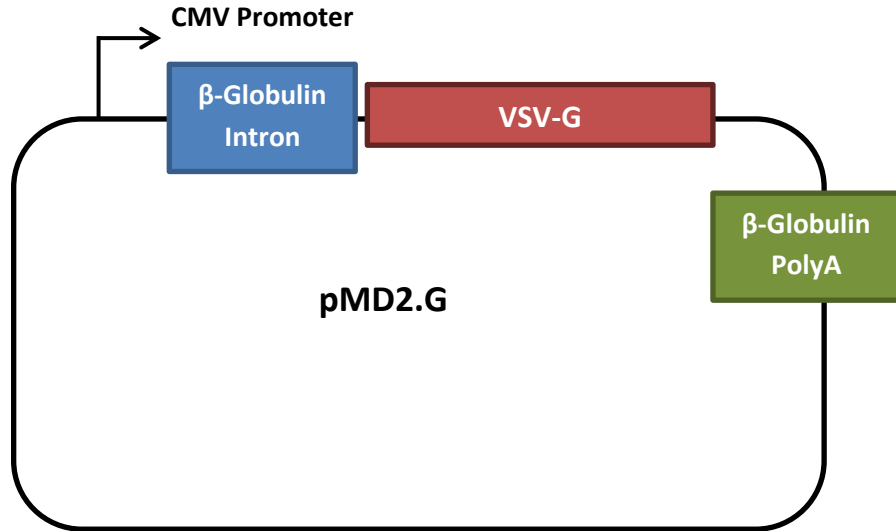 CMV Promoter
β-Globulin
Intron
VSV-G
β-Globulin
PolyA
pMD2.G